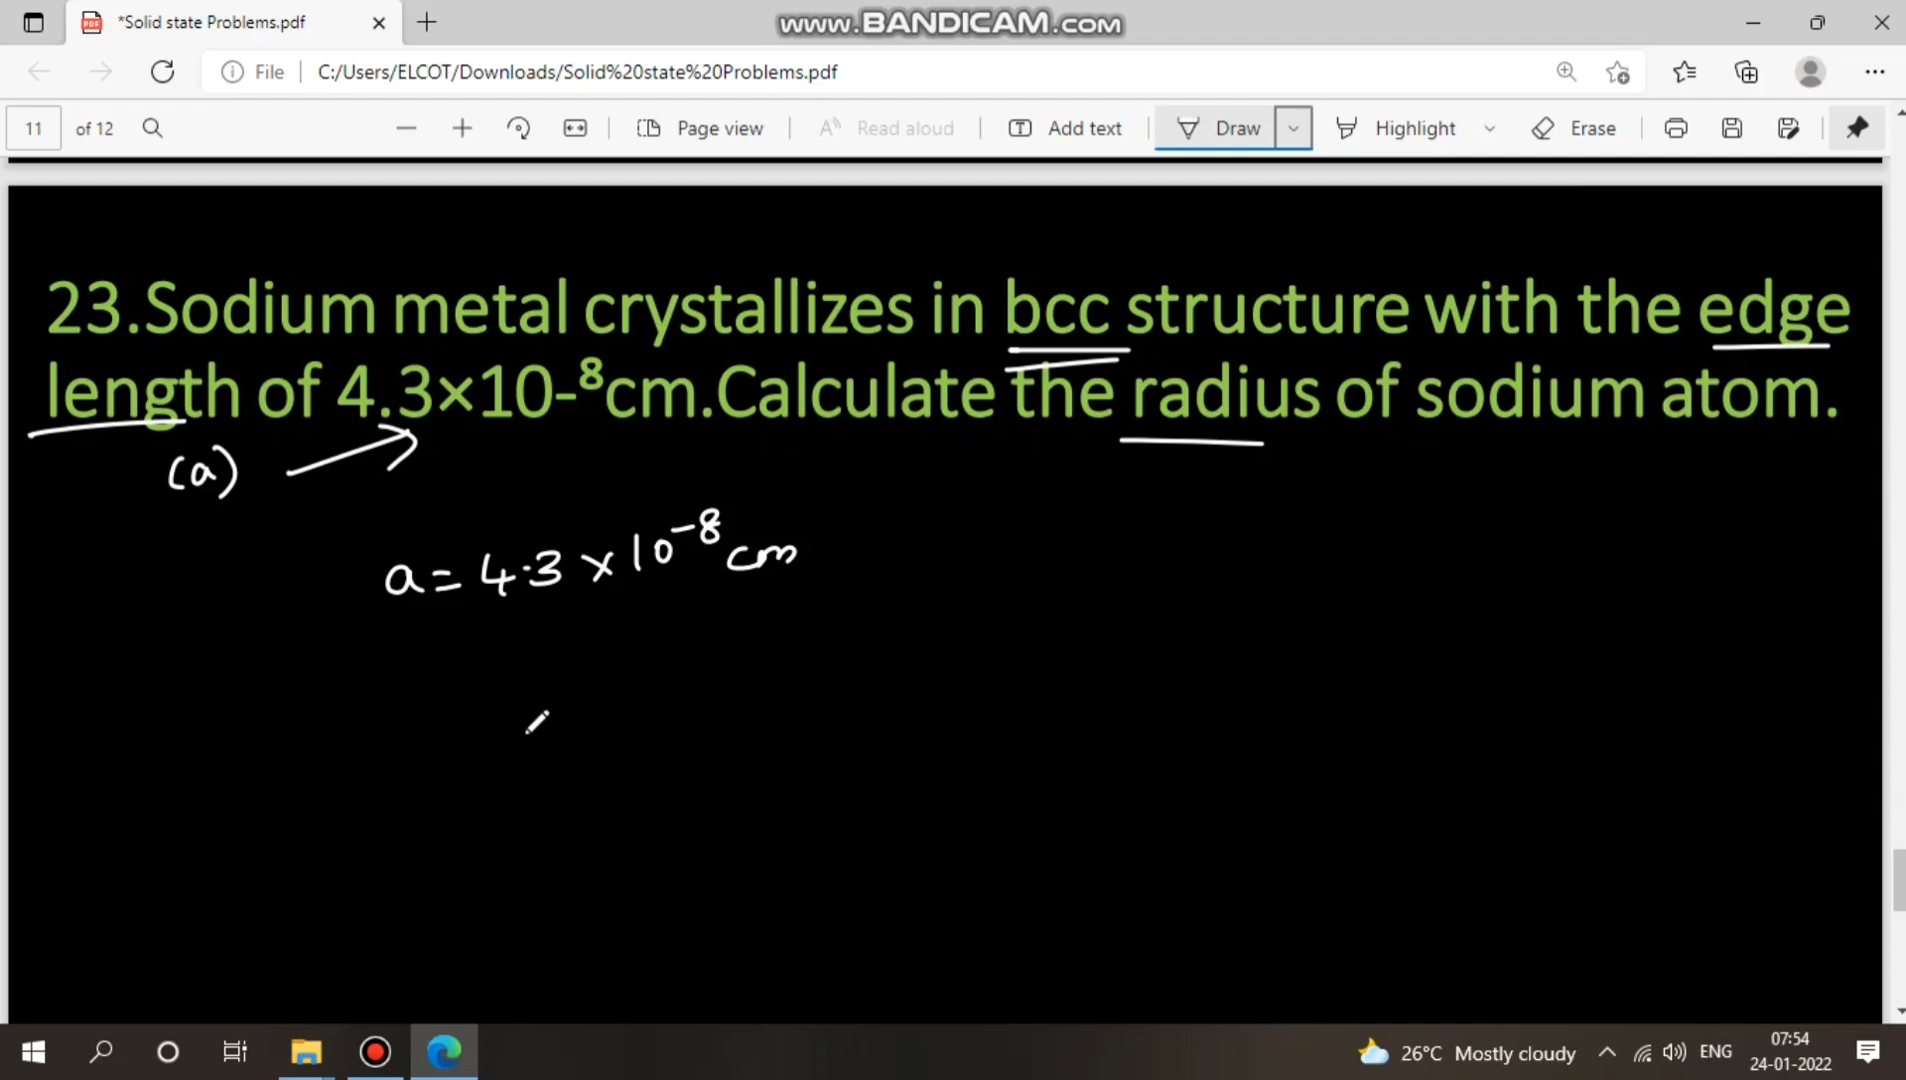 *Solid state Problems.pdf
www.BANDICAM.com
File
C:/Users/ELCOT/Downloads/Solid%20state%20Problems.pdf
11 of 12
Page view
Read aloud
Add text
Draw
Highlight
Erase
23.Sodium metal crystallizes in bcc structure with the edge
length of 4.3×10-⁸cm.Calculate the radius of sodium atom.
(a)
a = 4.3 × 10⁻⁸ cm
26°C Mostly cloudy
ENG
07:54
24-01-2022